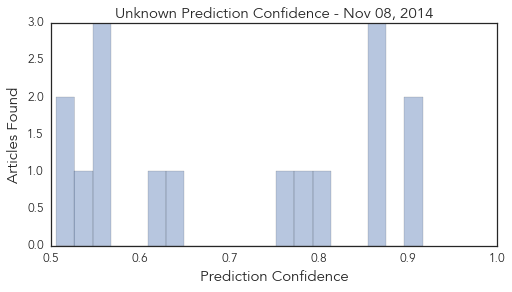 Unknown Prediction Confidence - Nov 08, 2014
3.0
2.5
2.0
1.5
1.0
0.5
0.0
Articles Found
0.5 0.6 0.7 0.8 0.9 1.0
Prediction Confidence